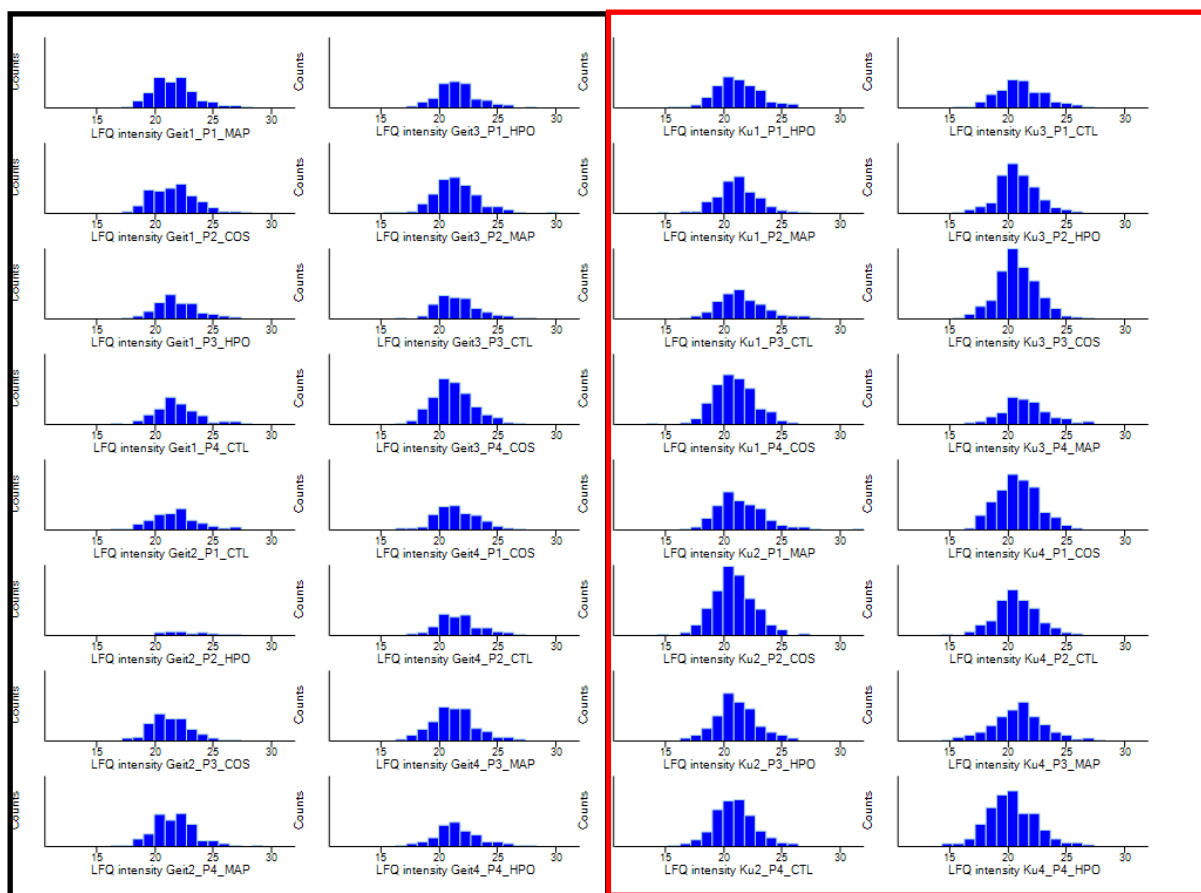 Counts Counts Counts Counts
15 20 25 30 15 20 25 30 15 20 25 30 15 20 25 30
LFQ intensity Geit1_P1_MAP LFQ intensity Geit3_P1_HPO LFQ intensity Ku1_P1_HPO LFQ intensity Ku3_P1_CTL
Counts Counts Counts Counts
15 20 25 30 15 20 25 30 15 20 25 30 15 20 25 30
LFQ intensity Geit1_P2_COS LFQ intensity Geit3_P2_MAP LFQ intensity Ku1_P2_MAP LFQ intensity Ku3_P2_HPO
Counts Counts Counts Counts
15 20 25 30 15 20 25 30 15 20 25 30 15 20 25 30
LFQ intensity Geit1_P3_HPO LFQ intensity Geit3_P3_CTL LFQ intensity Ku1_P3_CTL LFQ intensity Ku3_P3_COS
Counts Counts Counts Counts
15 20 25 30 15 20 25 30 15 20 25 30 15 20 25 30
LFQ intensity Geit1_P4_CTL LFQ intensity Geit3_P4_COS LFQ intensity Ku1_P4_COS LFQ intensity Ku3_P4_MAP
Counts Counts Counts Counts
15 20 25 30 15 20 25 30 15 20 25 30 15 20 25 30
LFQ intensity Geit2_P1_CTL LFQ intensity Geit4_P1_COS LFQ intensity Ku2_P1_MAP LFQ intensity Ku4_P1_COS
Counts Counts Counts Counts
15 20 25 30 15 20 25 30 15 20 25 30 15 20 25 30
LFQ intensity Geit2_P2_HPO LFQ intensity Geit4_P2_CTL LFQ intensity Ku2_P2_COS LFQ intensity Ku4_P2_CTL
Counts Counts Counts Counts
15 20 25 30 15 20 25 30 15 20 25 30 15 20 25 30
LFQ intensity Geit2_P3_COS LFQ intensity Geit4_P3_MAP LFQ intensity Ku2_P3_HPO LFQ intensity Ku4_P3_MAP
Counts Counts Counts Counts
15 20 25 30 15 20 25 30 15 20 25 30 15 20 25 30
LFQ intensity Geit2_P4_MAP LFQ intensity Geit4_P4_HPO LFQ intensity Ku2_P4_CTL LFQ intensity Ku4_P4_HPO